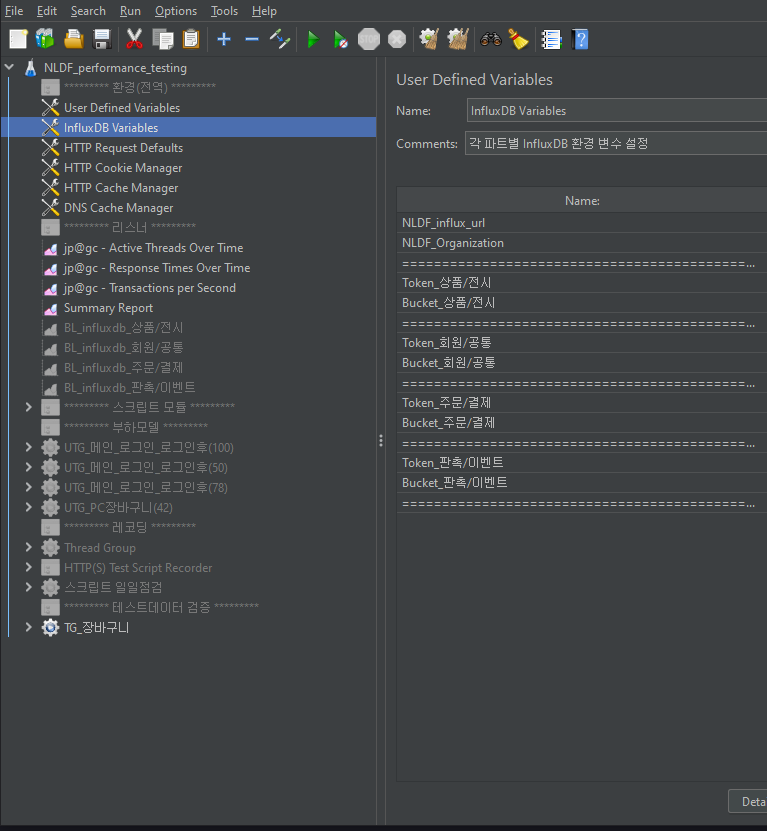 File Edit Search Run Options Tools Help
NLDF_performance_testing
********* 환경(전역) *********
User Defined Variables
InfluxDB Variables
HTTP Request Defaults
HTTP Cookie Manager
HTTP Cache Manager
DNS Cache Manager
********* 리스너 *********
jp@gc - Active Threads Over Time
jp@gc - Response Times Over Time
jp@gc - Transactions per Second
Summary Report
BL_influxdb_상품/전시
BL_influxdb_회원/공통
BL_influxdb_주문/결제
BL_influxdb_판촉/이벤트
********* 스크립트 모듈 *********
********* 부하모델 *********
UTG_메인_로그인_로그인후(100)
UTG_메인_로그인_로그인후(50)
UTG_메인_로그인_로그인후(78)
UTG_PC장바구니(42)
********* 레코딩 *********
Thread Group
HTTP(S) Test Script Recorder
스크립트 일일점검
********* 테스트데이터 검증 *********
TG_장바구니
User Defined Variables
Name: InfluxDB Variables
Comments: 각 파트별 InfluxDB 환경 변수 설정
Name:
NLDF_influx_url
NLDF_Organization
===========================================...
Token_상품/전시
Bucket_상품/전시
===========================================...
Token_회원/공통
Bucket_회원/공통
===========================================...
Token_주문/결제
Bucket_주문/결제
===========================================...
Token_판촉/이벤트
Bucket_판촉/이벤트
===========================================...
Deta